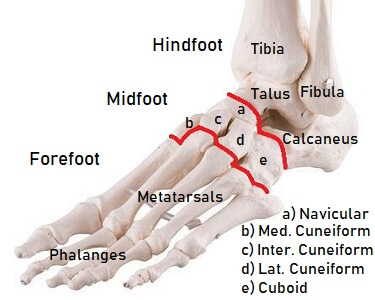 Hindfoot
Tibia
Talus
Fibula
Midfoot
a
c
b
d
Calcaneus
e
Forefoot
Metatarsals
a) Navicular
b) Med. Cuneiform
c) Inter. Cuneiform
Phalanges
d) Lat. Cuneiform
e) Cuboid